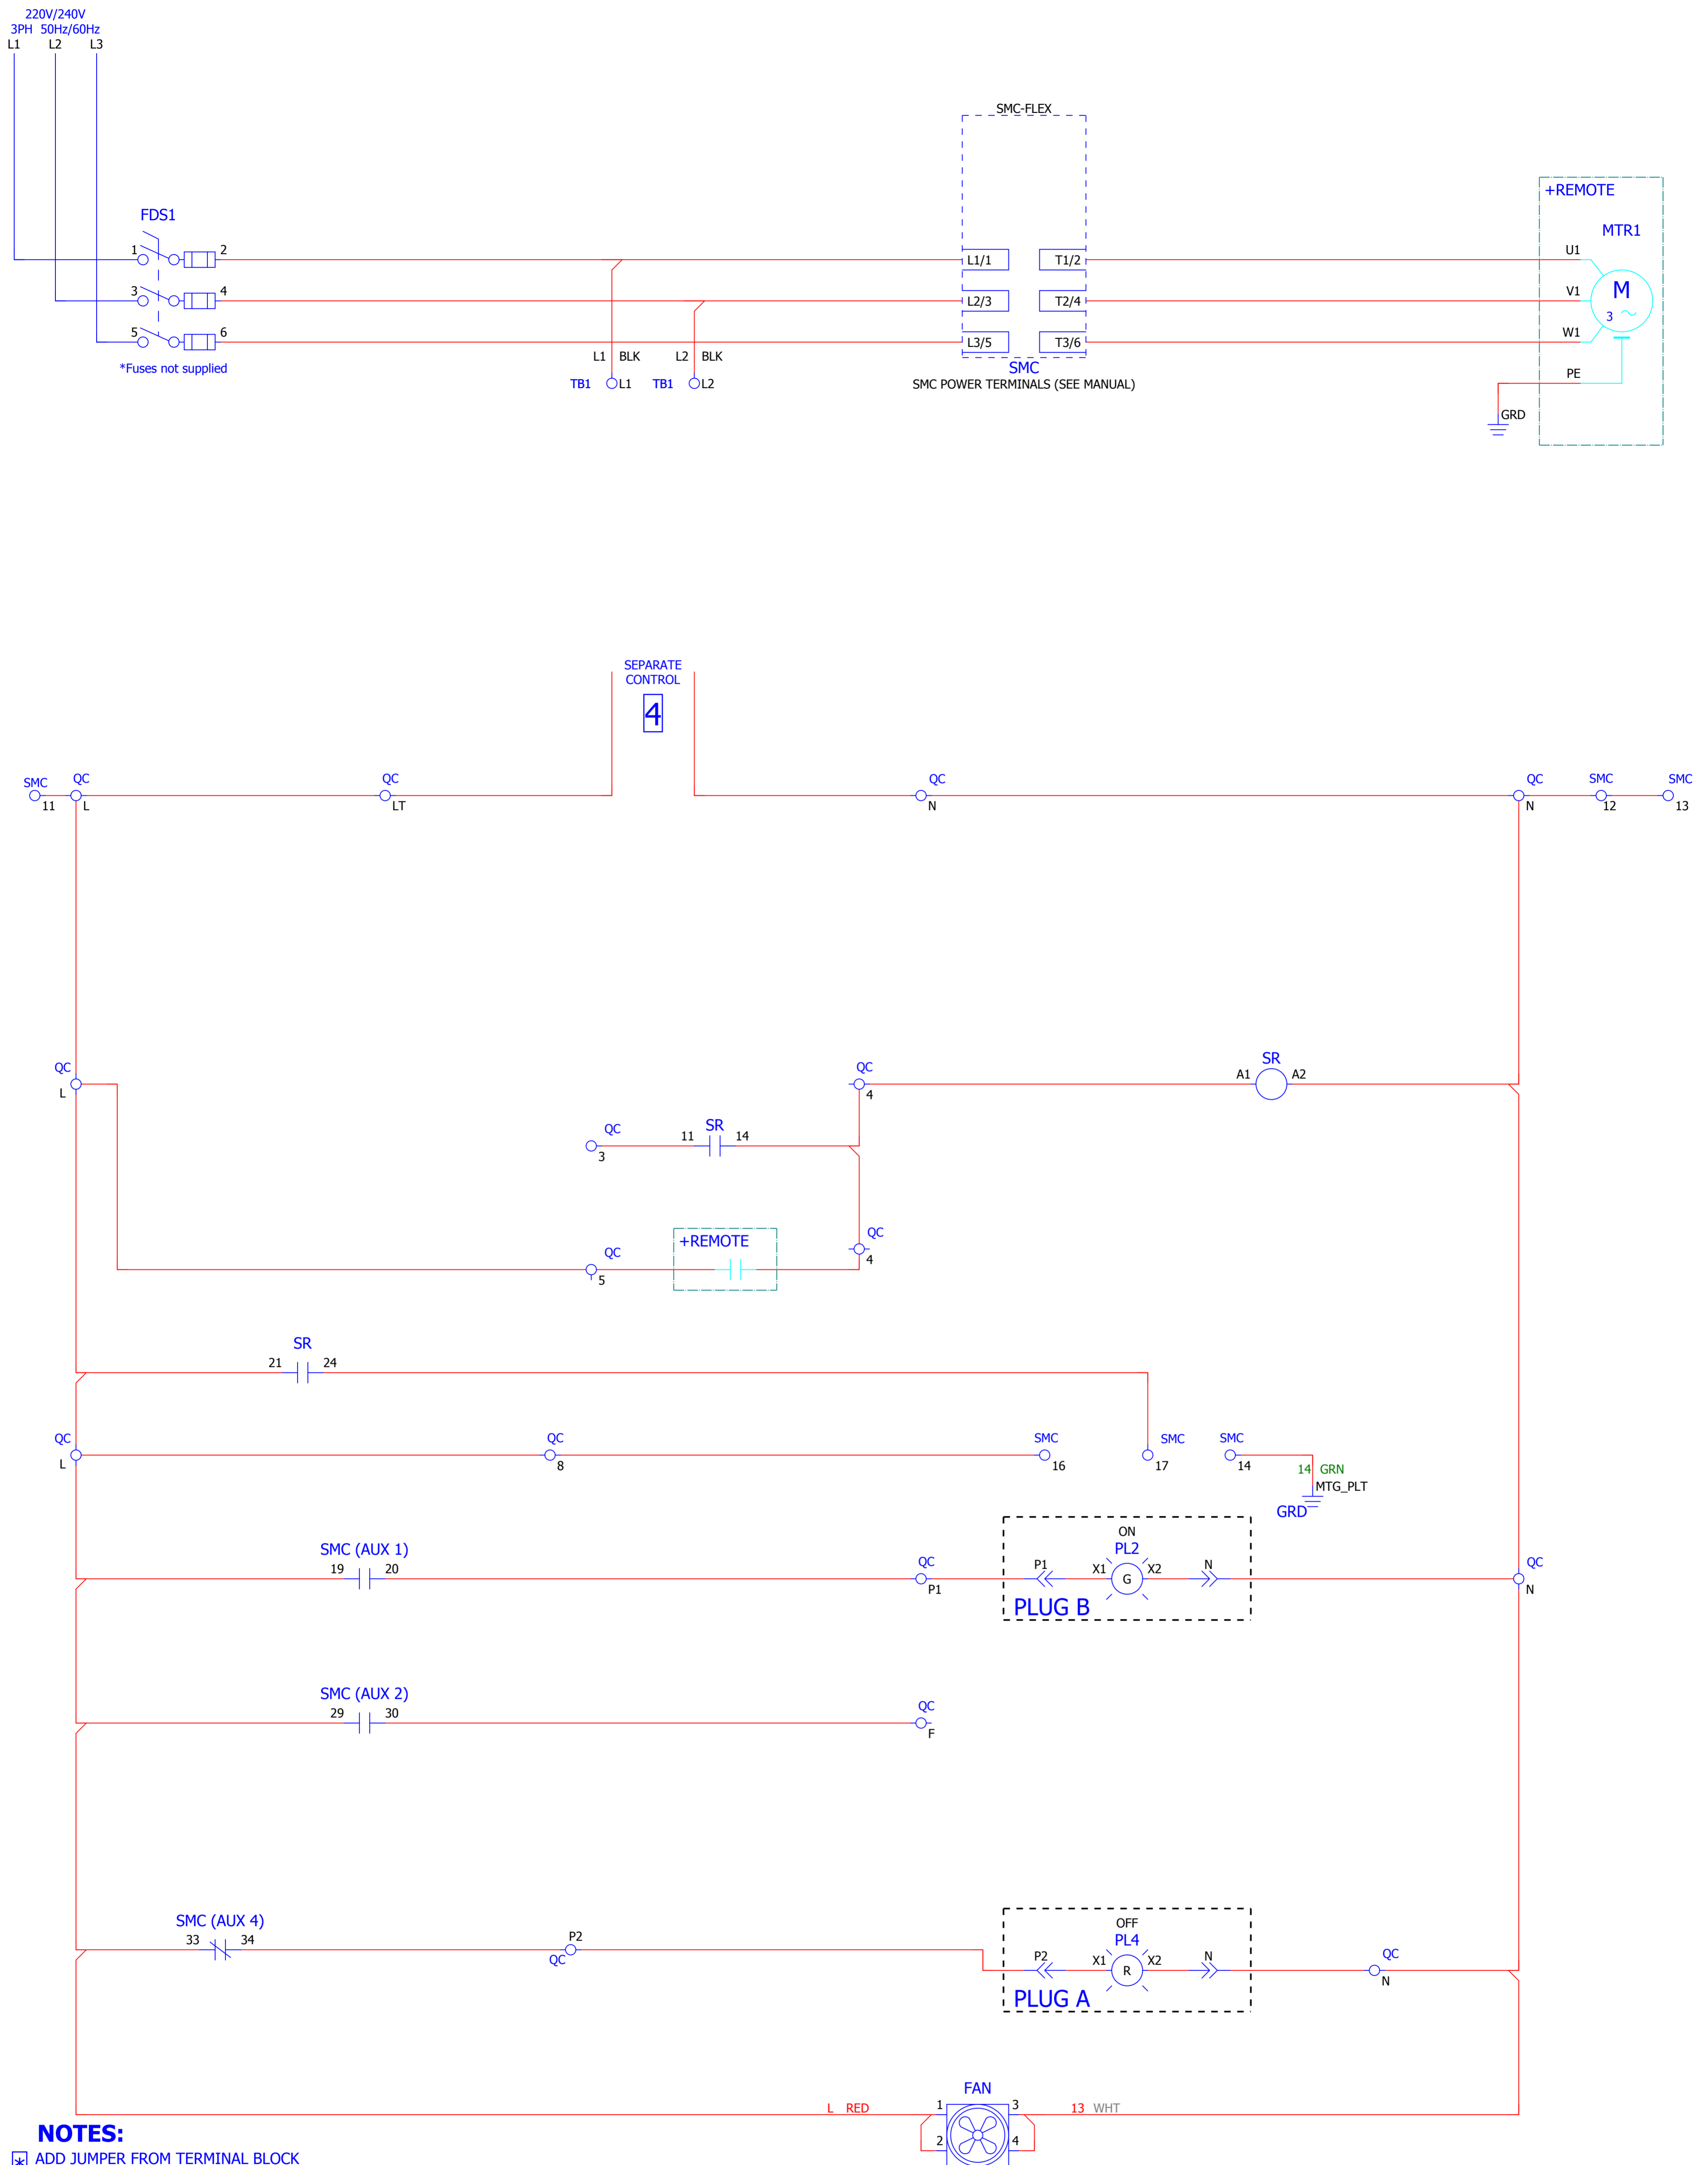 220V/240V
3PH 50Hz/60Hz
L1 L2 L3
SMC-FLEX
+REMOTE
FDS1
MTR1
1 2 L1/1 T1/2 U1
3 4 L2/3 T2/4 V1 M
3
5 6 L3/5 T3/6 W1
L1 BLK L2 BLK
*Fuses not supplied
SMC
PE
TB1 L1 TB1 L2
SMC POWER TERMINALS (SEE MANUAL)
GRD
SEPARATE
CONTROL
4
SMC QC QC QC QC SMC SMC
11 L LT N N 12 13
QC QC SR
A1 A2
L 4
QC 11 SR 14
3
QC
+REMOTE
4
QC
5
SR
21 24
QC QC SMC SMC SMC
L 8 16 17 14
14 GRN
MTG_PLT
GRD
ON
SMC (AUX 1) PL2
19 20 QC P1 X1 G X2 N QC
P1 N
PLUG B
SMC (AUX 2)
29 30 QC
F
SMC (AUX 4) OFF
33 34 P2 PL4
QC P2 X1 R X2 N QC
N
PLUG A
FAN
L RED 1 3 13 WHT
NOTES:
2 4
* ADD JUMPER FROM TERMINAL BLOCK